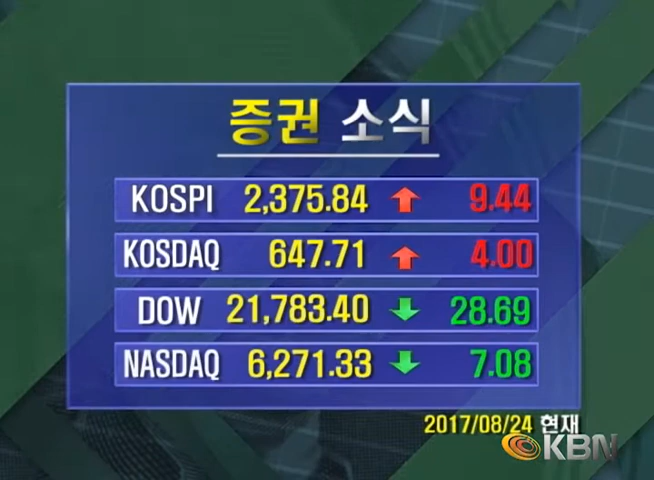 증권 소식
KOSPI 2,375.84 ↑ 9.44
KOSDAQ 647.71 ↑ 4.00
DOW 21,783.40 ↓ 28.69
NASDAQ 6,271.33 ↓ 7.08
2017/08/24 현재
KBN